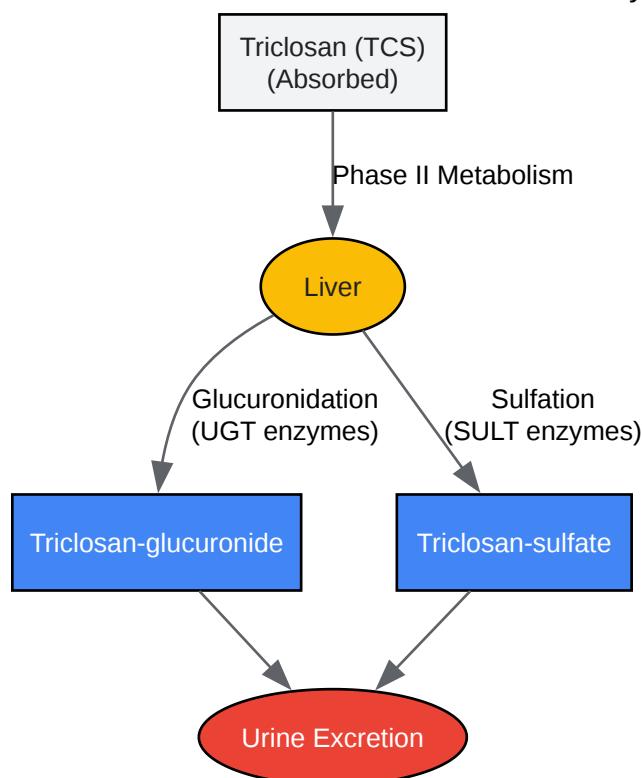 Triclosan (TCS)
(Absorbed)
Phase II Metabolism
Liver
Glucuronidation
(UGT enzymes)
Sulfation
(SULT enzymes)
Triclosan-glucuronide
Triclosan-sulfate
Urine Excretion